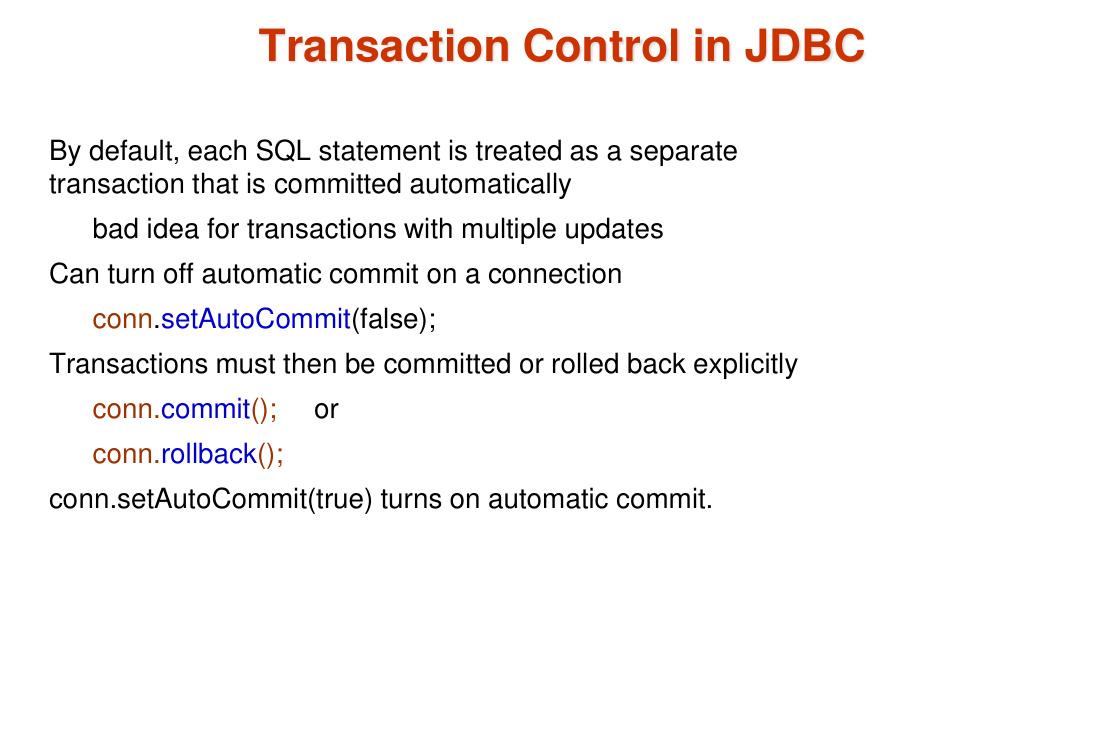 Transaction Control in JDBC
By default, each SQL statement is treated as a separate
transaction that is committed automatically
bad idea for transactions with multiple updates
Can turn off automatic commit on a connection
conn.setAutoCommit(false);
Transactions must then be committed or rolled back explicitly
conn.commit(); or
conn.rollback();
conn.setAutoCommit(true) turns on automatic commit.